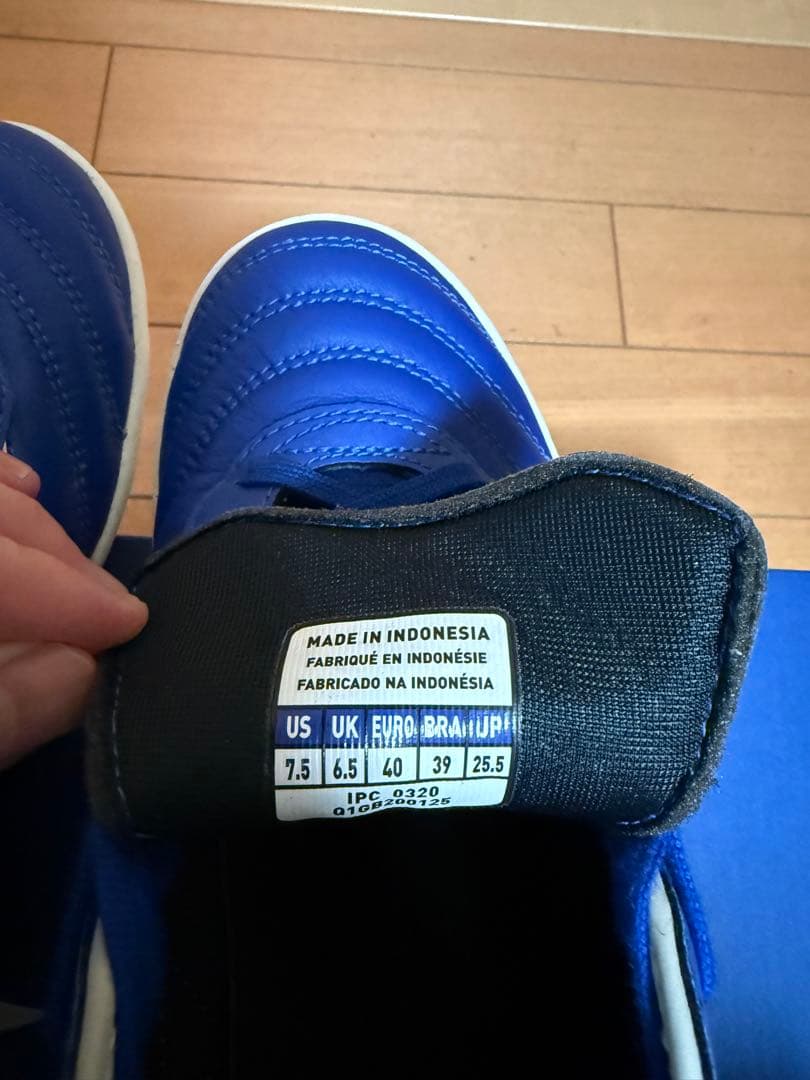 MADE IN INDONESIA
FABRIQUÉ EN INDONÉSIE
FABRICADO NA INDONÉSIA
US UK EURO BRA JP
7.5 6.5 40 39 25.5
IPC 0320
Q1GB200125